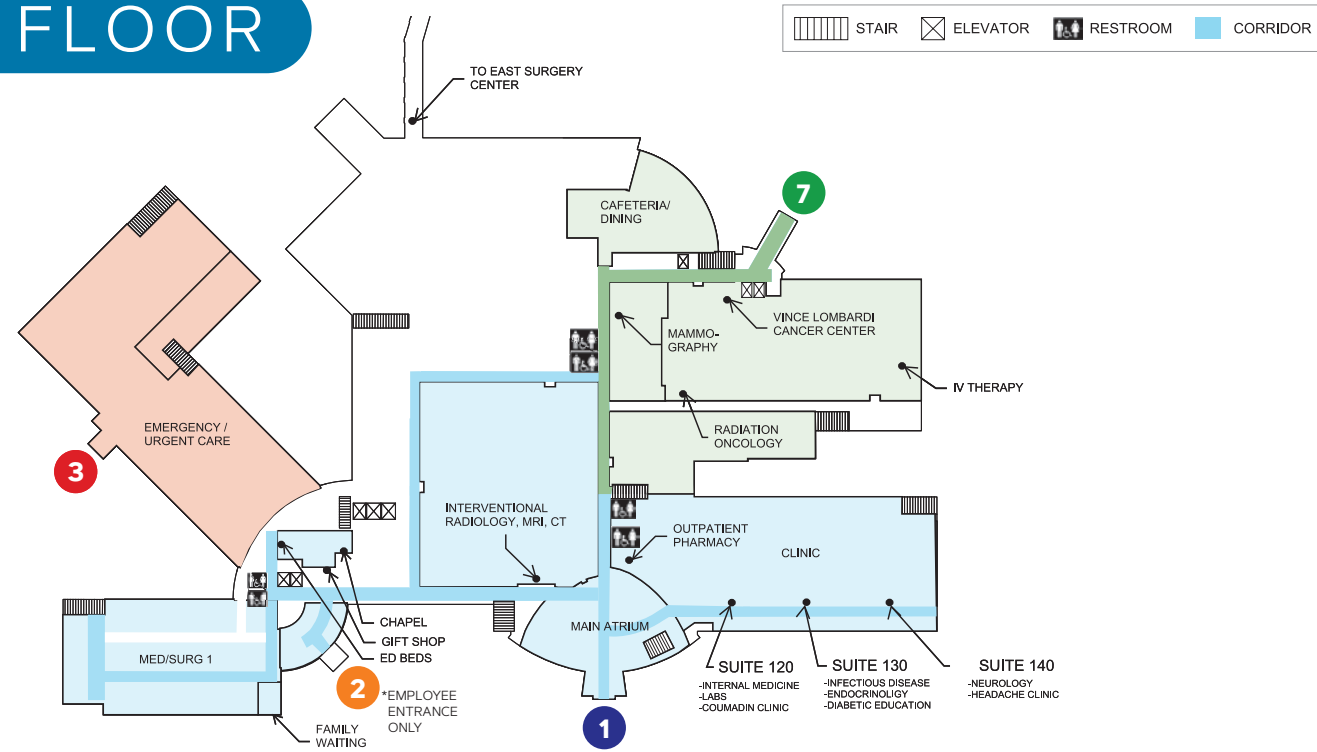 FLOOR
STAIR
ELEVATOR
RESTROOM
CORRIDOR
TO EAST SURGERY
CENTER
7
CAFETERIA/
DINING
VINCE LOMBARDI
CANCER CENTER
MAMMO-
GRAPHY
IV THERAPY
RADIATION
ONCOLOGY
EMERGENCY /
URGENT CARE
3
INTERVENTIONAL
RADIOLOGY, MRI, CT
OUTPATIENT
PHARMACY
CLINIC
CHAPEL
GIFT SHOP
ED BEDS
MAIN ATRIUM
MED/SURG 1
2
*EMPLOYEE
ENTRANCE
ONLY
FAMILY
WAITING
1
SUITE 120
-INTERNAL MEDICINE
-LABS
-COUMADIN CLINIC
SUITE 130
-INFECTIOUS DISEASE
-ENDOCRINOLIGY
-DIABETIC EDUCATION
SUITE 140
-NEUROLOGY
-HEADACHE CLINIC